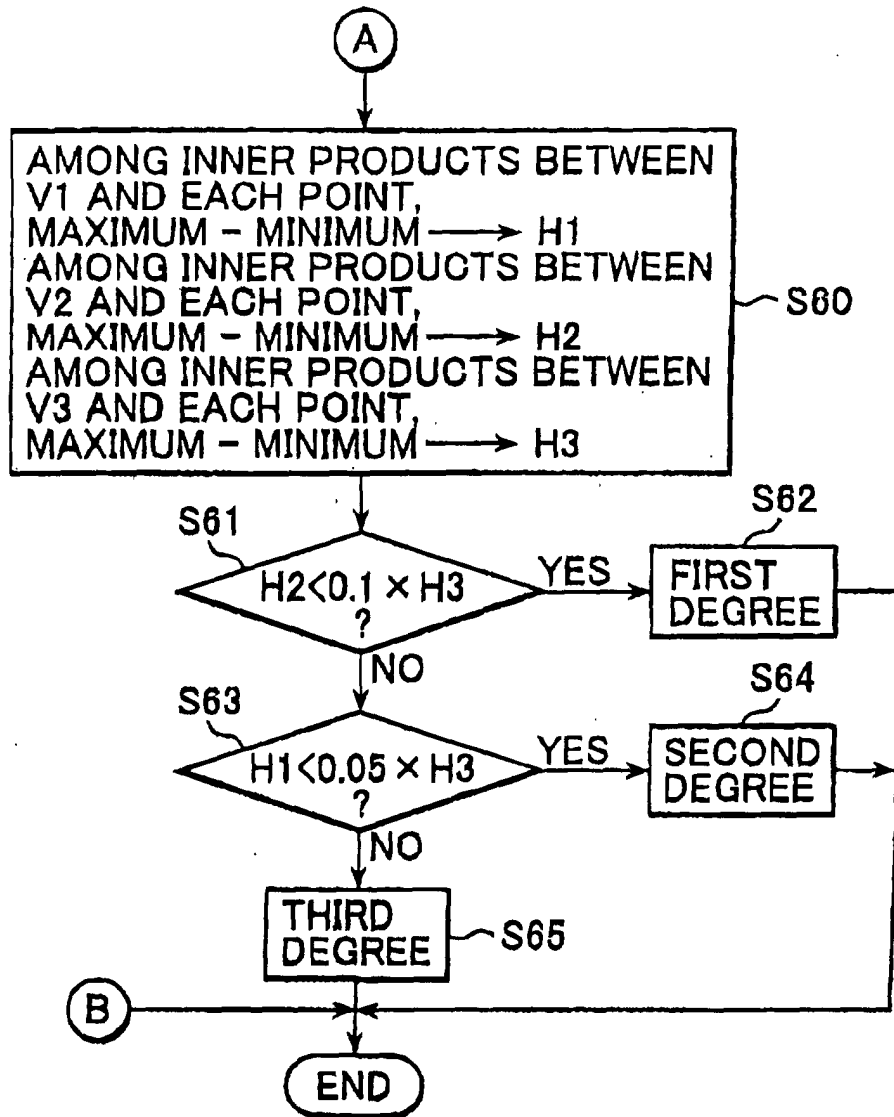 A
AMONG INNER PRODUCTS BETWEEN
V1 AND EACH POINT,
MAXIMUM - MINIMUM → H1
AMONG INNER PRODUCTS BETWEEN
V2 AND EACH POINT,
MAXIMUM - MINIMUM → H2
AMONG INNER PRODUCTS BETWEEN
V3 AND EACH POINT,
MAXIMUM - MINIMUM → H3
S60
S61
H2<0.1 × H3
?
YES
S62
FIRST
DEGREE
NO
S63
H1<0.05 × H3
?
YES
S64
SECOND
DEGREE
NO
THIRD
DEGREE
S65
B
END